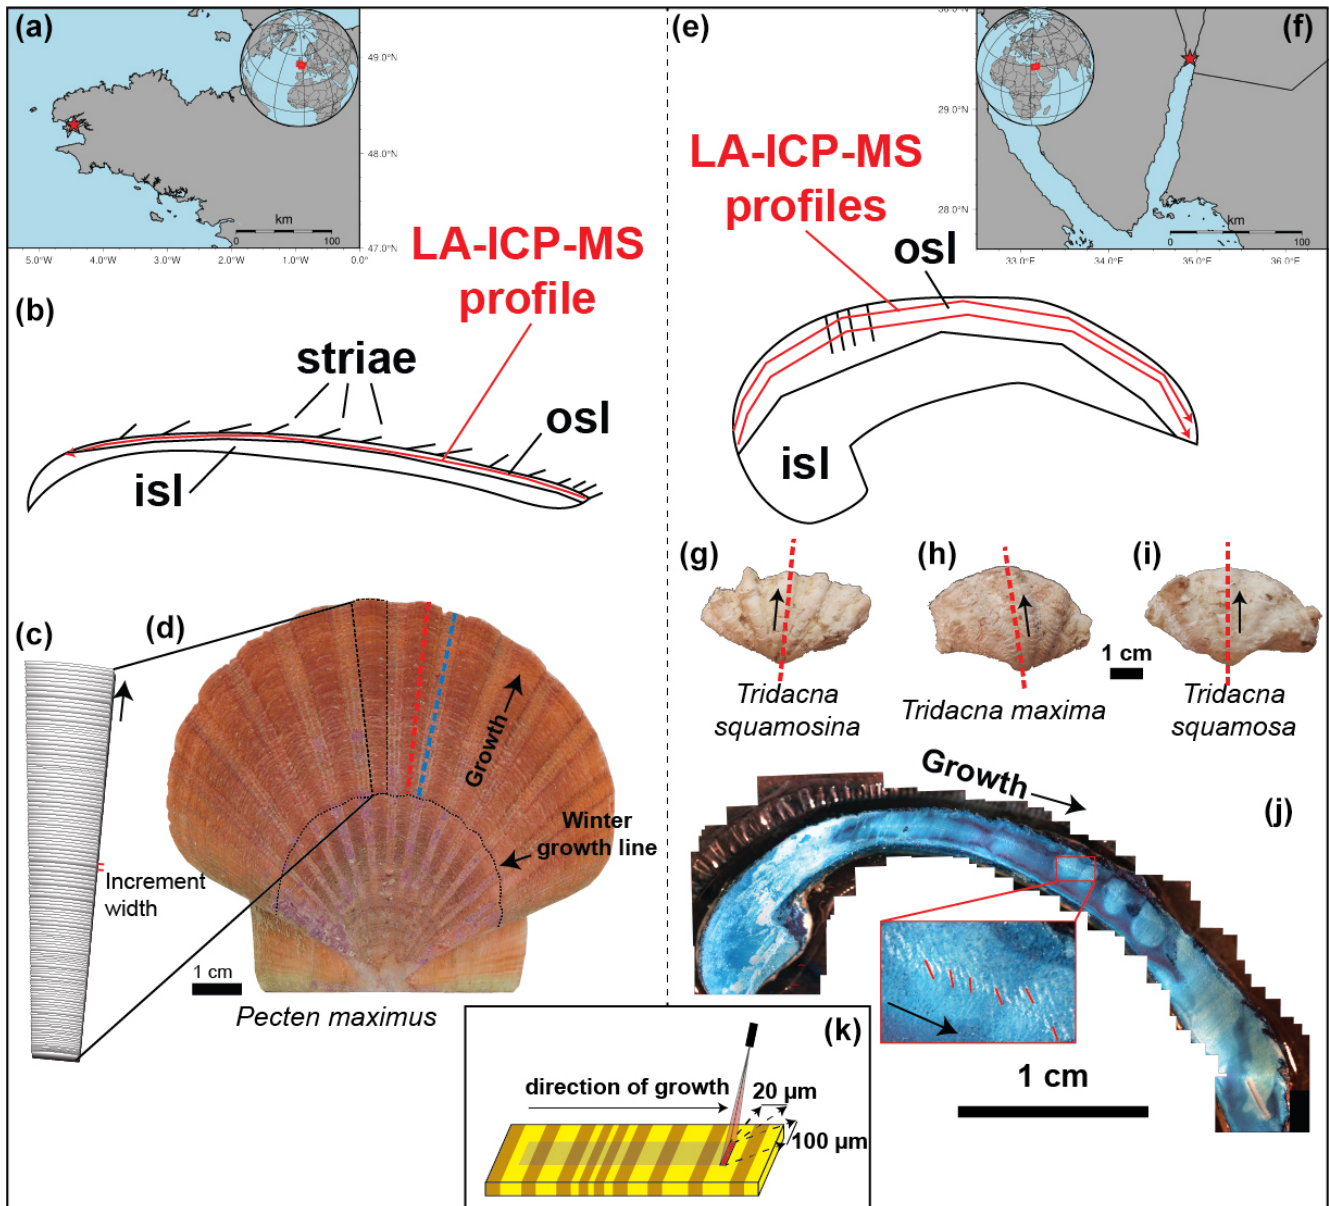 (a)
49.0°N
48.0°N
km
0
100
47.0°N
5.0°W
4.0°W
3.0°W
2.0°W
1.0°W
0.0°
LA-ICP-MS
profile
(b)
striae
osl
isl
(c)
(d)
Growth
Winter
growth line
Increment
width
1 cm
Pecten maximus
(e)
(f)
30.0°N
29.0°N
28.0°N
km
0
100
33.0°E
34.0°E
35.0°E
36.0°E
LA-ICP-MS
profiles
osl
isl
(g)
(h)
(i)
1 cm
Tridacna
squamosina
Tridacna maxima
Tridacna
squamosa
Growth
(j)
1 cm
(k)
direction of growth
20 µm
100 µm